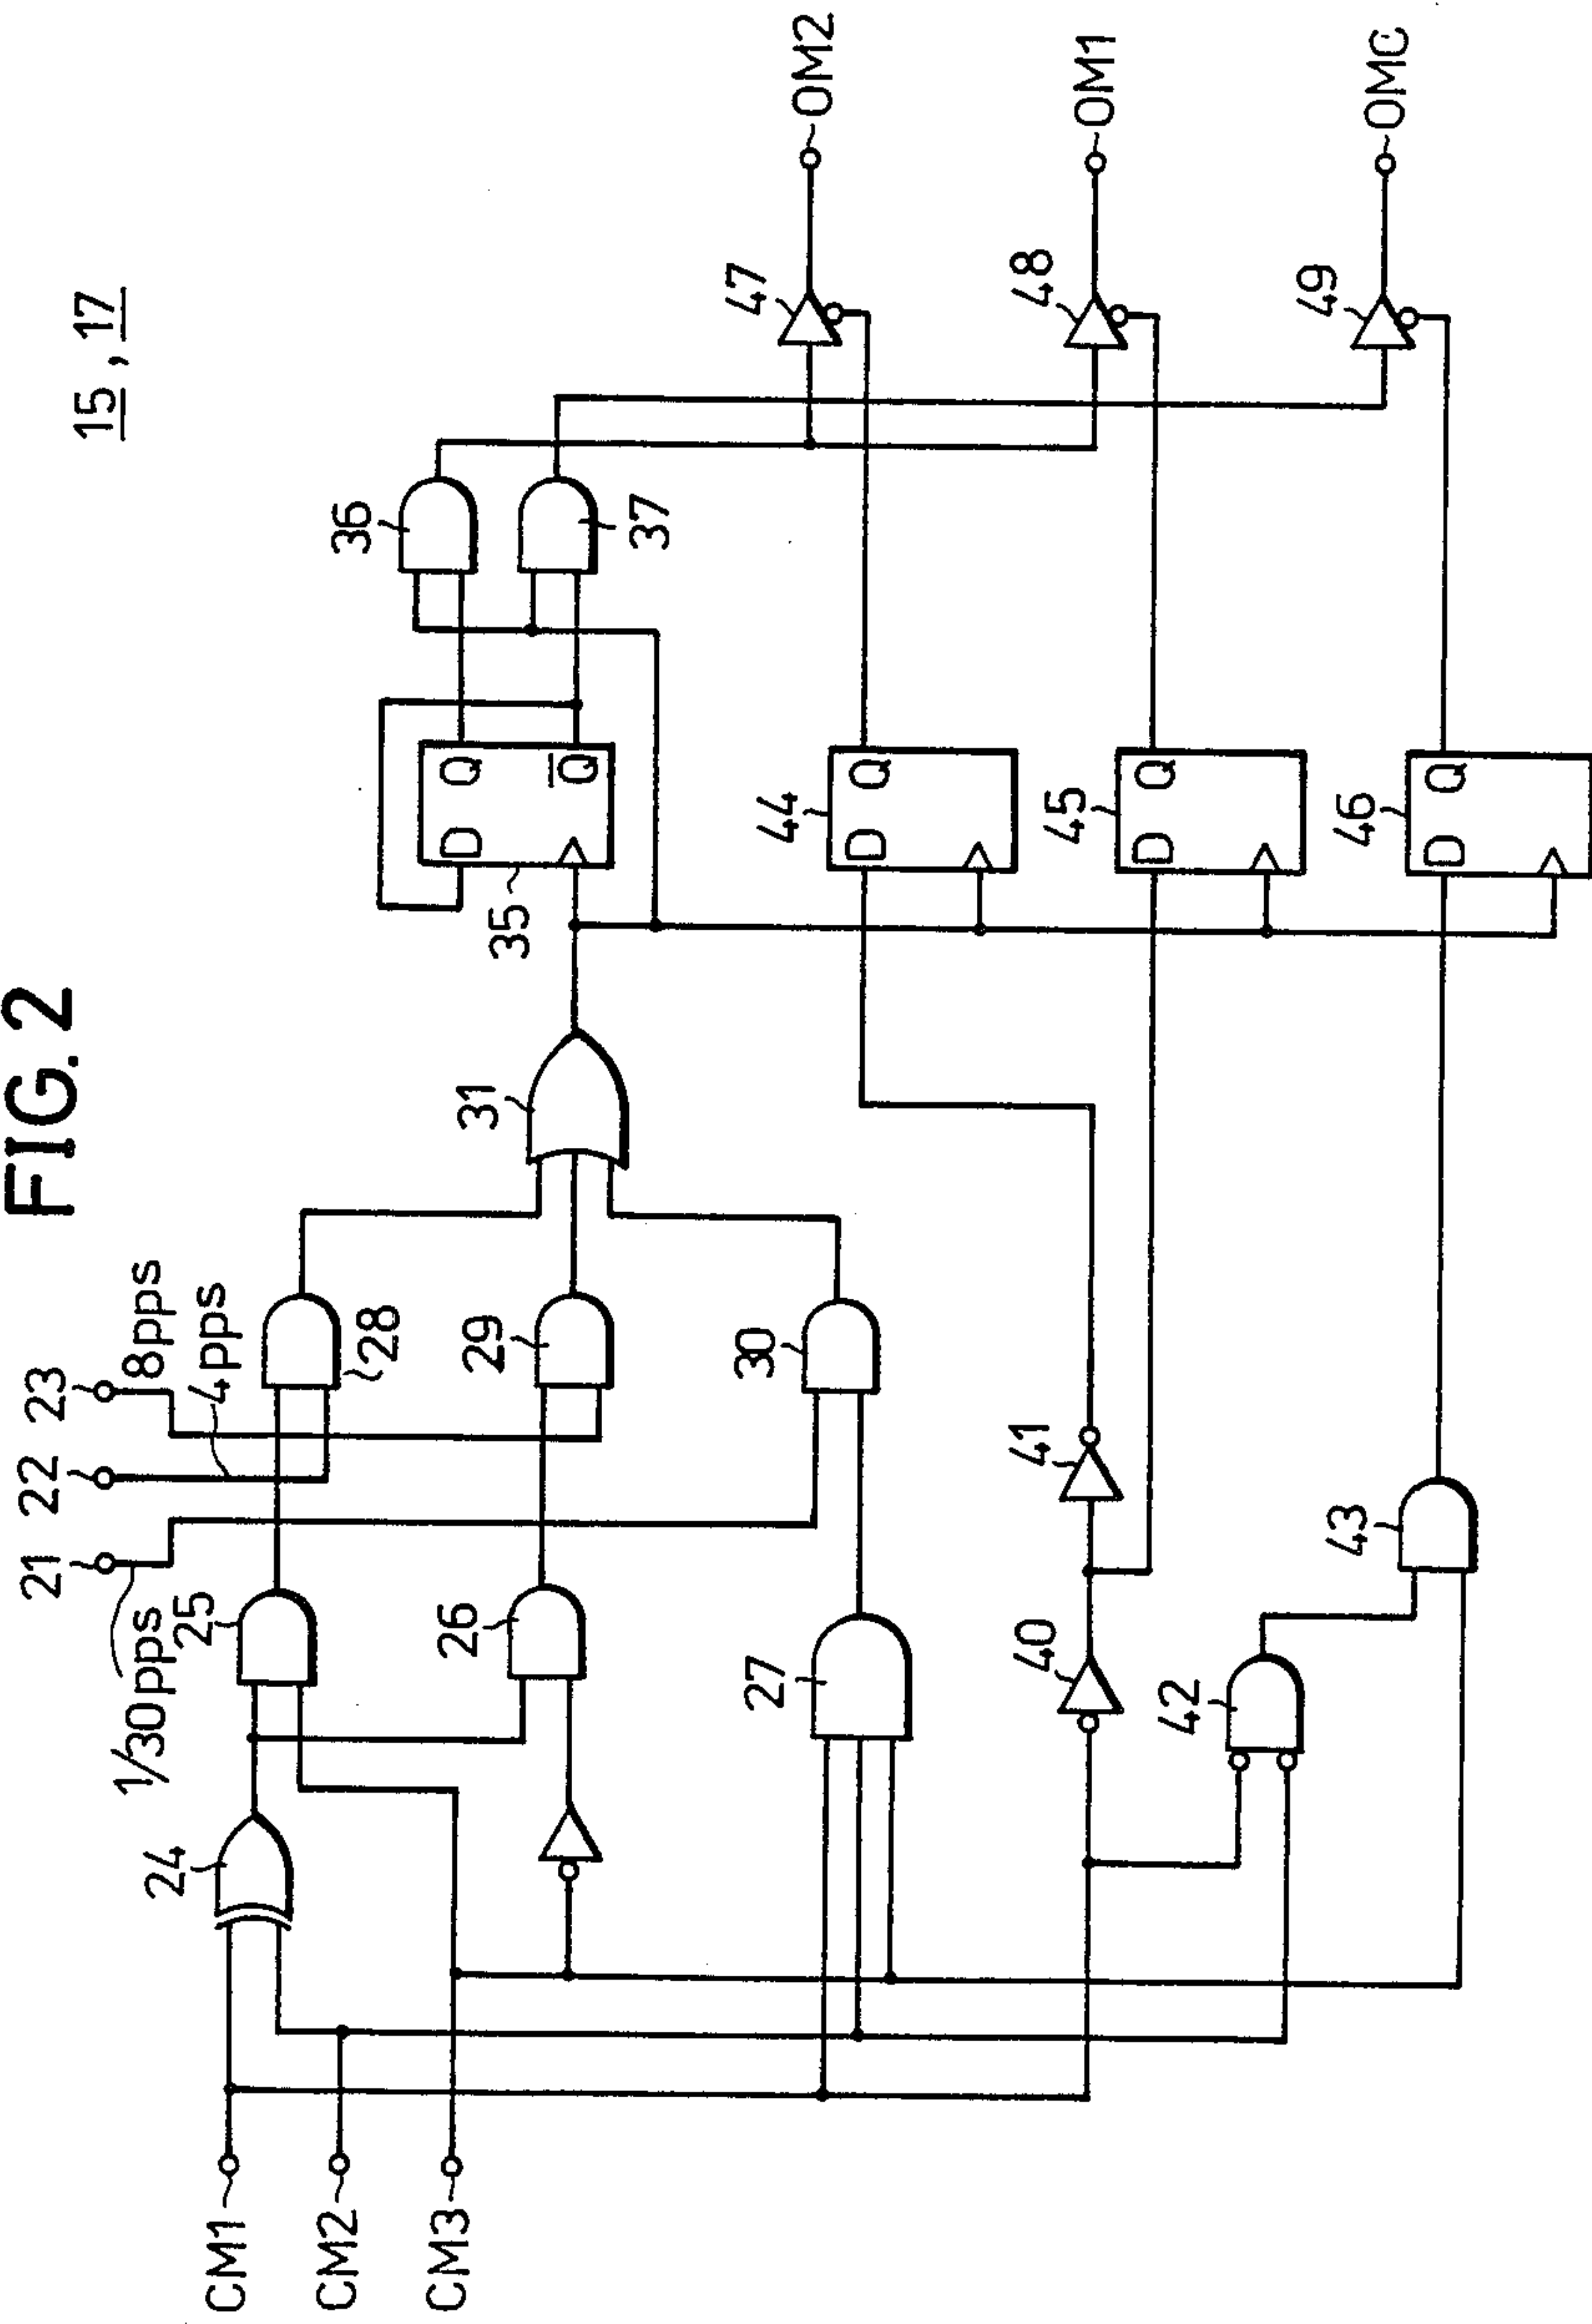 FIG. 2
15, 17
21
22
23
1/30pps
4pps
8pps
24
25
28
36
26
29
31
35
D
Q
Q̅
37
27
30
44
D
Q
47
OM2
40
41
45
D
Q
48
OM1
42
43
46
D
Q
49
OMC
CM1
CM2
CM3